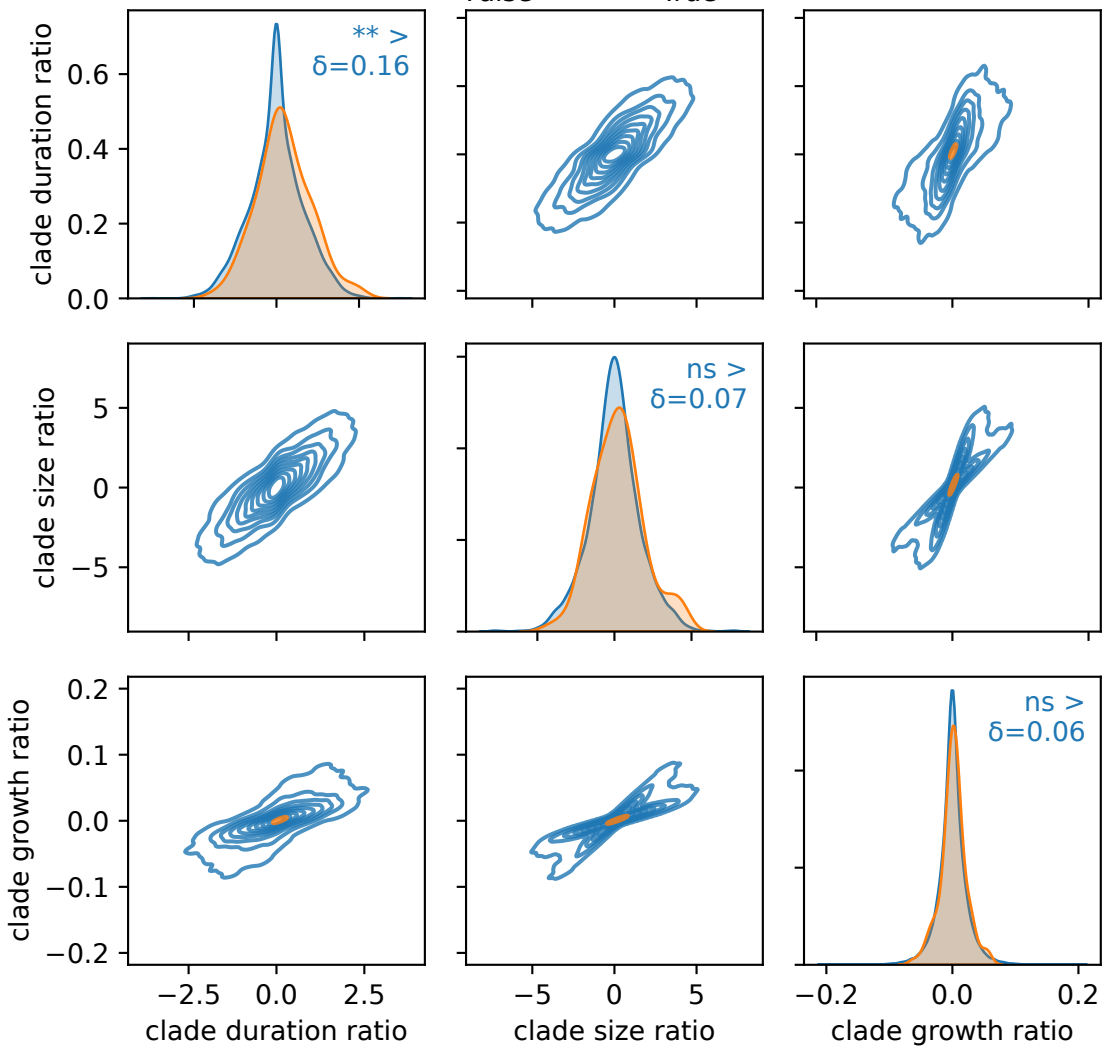 ** >
δ=0.16
clade duration ratio
0.6
0.4
0.2
0.0
ns >
δ=0.07
clade size ratio
5
0
−5
ns >
δ=0.06
clade growth ratio
0.2
0.1
0.0
−0.1
−0.2
−2.5 0.0 2.5
−5 0 5
−0.2 0.0 0.2
clade duration ratio
clade size ratio
clade growth ratio